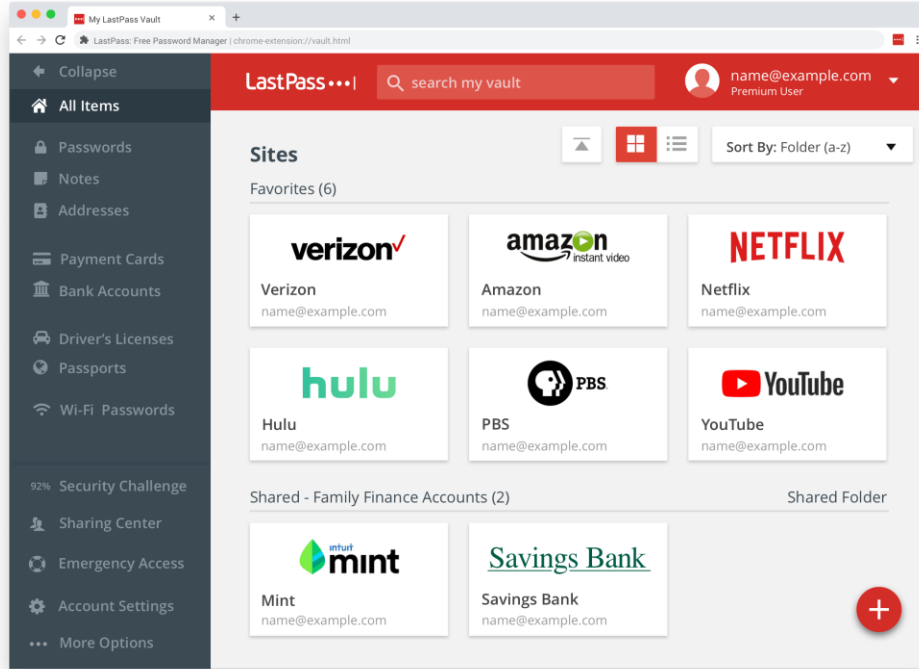 My LastPass Vault
LastPass: Free Password Manager | chrome-extension://vault.html
Collapse
All Items
Passwords
Notes
Addresses
Payment Cards
Bank Accounts
Driver's Licenses
Passports
Wi-Fi Passwords
92% Security Challenge
Sharing Center
Emergency Access
Account Settings
More Options
LastPass
search my vault
name@example.com
Premium User
Sites
Sort By: Folder (a-z)
Favorites (6)
verizon
Verizon
name@example.com
amazon
instant video
Amazon
name@example.com
NETFLIX
Netflix
name@example.com
hulu
Hulu
name@example.com
PBS
PBS
name@example.com
YouTube
YouTube
name@example.com
Shared - Family Finance Accounts (2) Shared Folder
intuit
mint
Mint
name@example.com
Savings Bank
Savings Bank
name@example.com